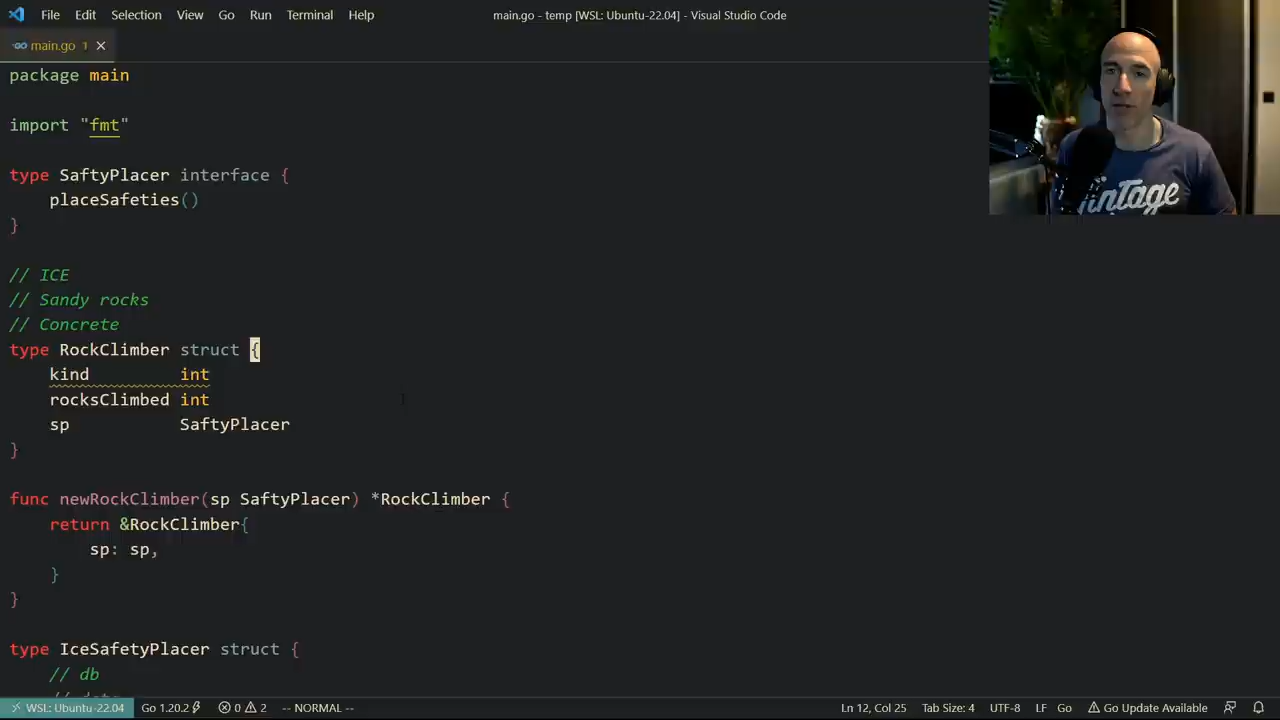 File Edit Selection View Go Run Terminal Help main.go - temp [WSL: Ubuntu-22.04] - Visual Studio Code
main.go 1
package main
import "fmt"
type SaftyPlacer interface {
placeSafeties()
}
// ICE
// Sandy rocks
// Concrete
type RockClimber struct {
kind int
rocksClimbed int
sp SaftyPlacer
}
func newRockClimber(sp SaftyPlacer) *RockClimber {
return &RockClimber{
sp: sp,
}
}
type IceSafetyPlacer struct {
// db
// data
WSL: Ubuntu-22.04 Go 1.20.2 0 2 -- NORMAL -- Ln 12, Col 25 Tab Size: 4 UTF-8 LF Go Go Update Available
Vintage